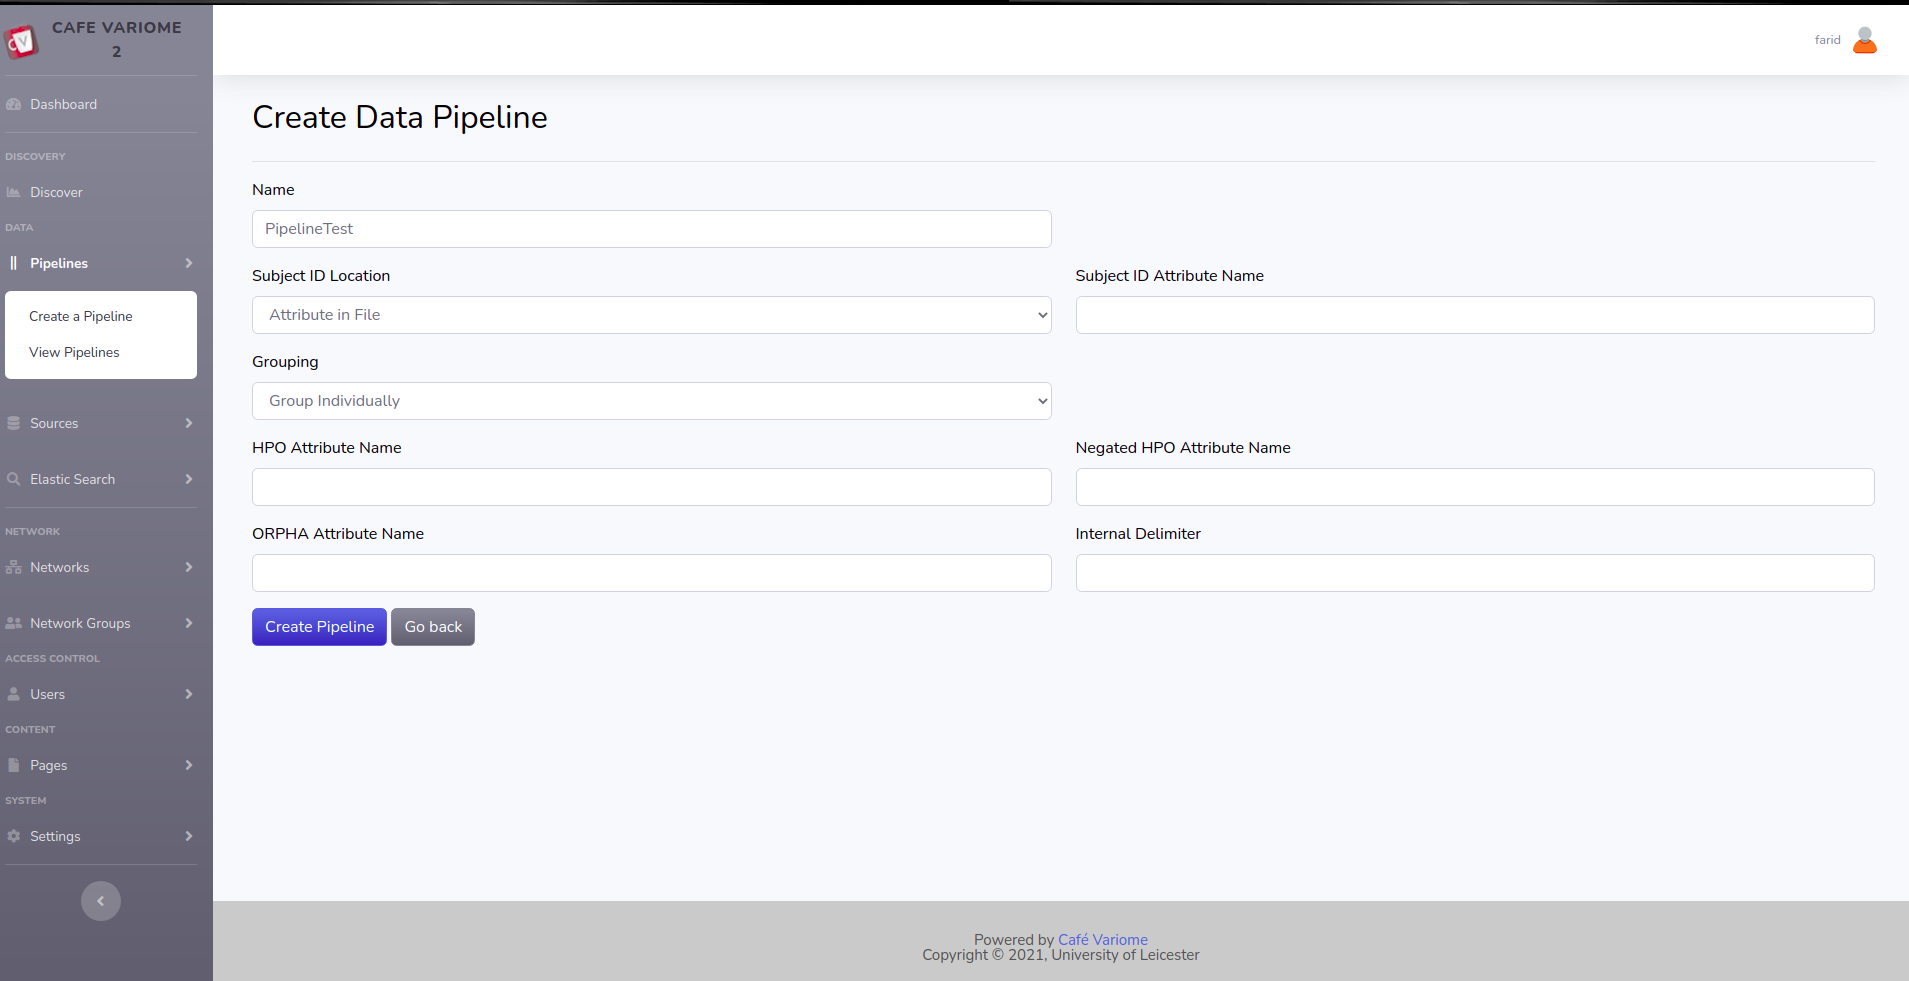 CAFE VARIOME
2
Dashboard
DISCOVERY
Discover
DATA
Pipelines
Create a Pipeline
View Pipelines
Sources
Elastic Search
NETWORK
Networks
Network Groups
ACCESS CONTROL
Users
CONTENT
Pages
SYSTEM
Settings
farid
Create Data Pipeline
Name
PipelineTest
Subject ID Location
Subject ID Attribute Name
Attribute in File
Grouping
Group Individually
HPO Attribute Name
Negated HPO Attribute Name
ORPHA Attribute Name
Internal Delimiter
Create Pipeline
Go back
Powered by Café Variome
Copyright © 2021, University of Leicester